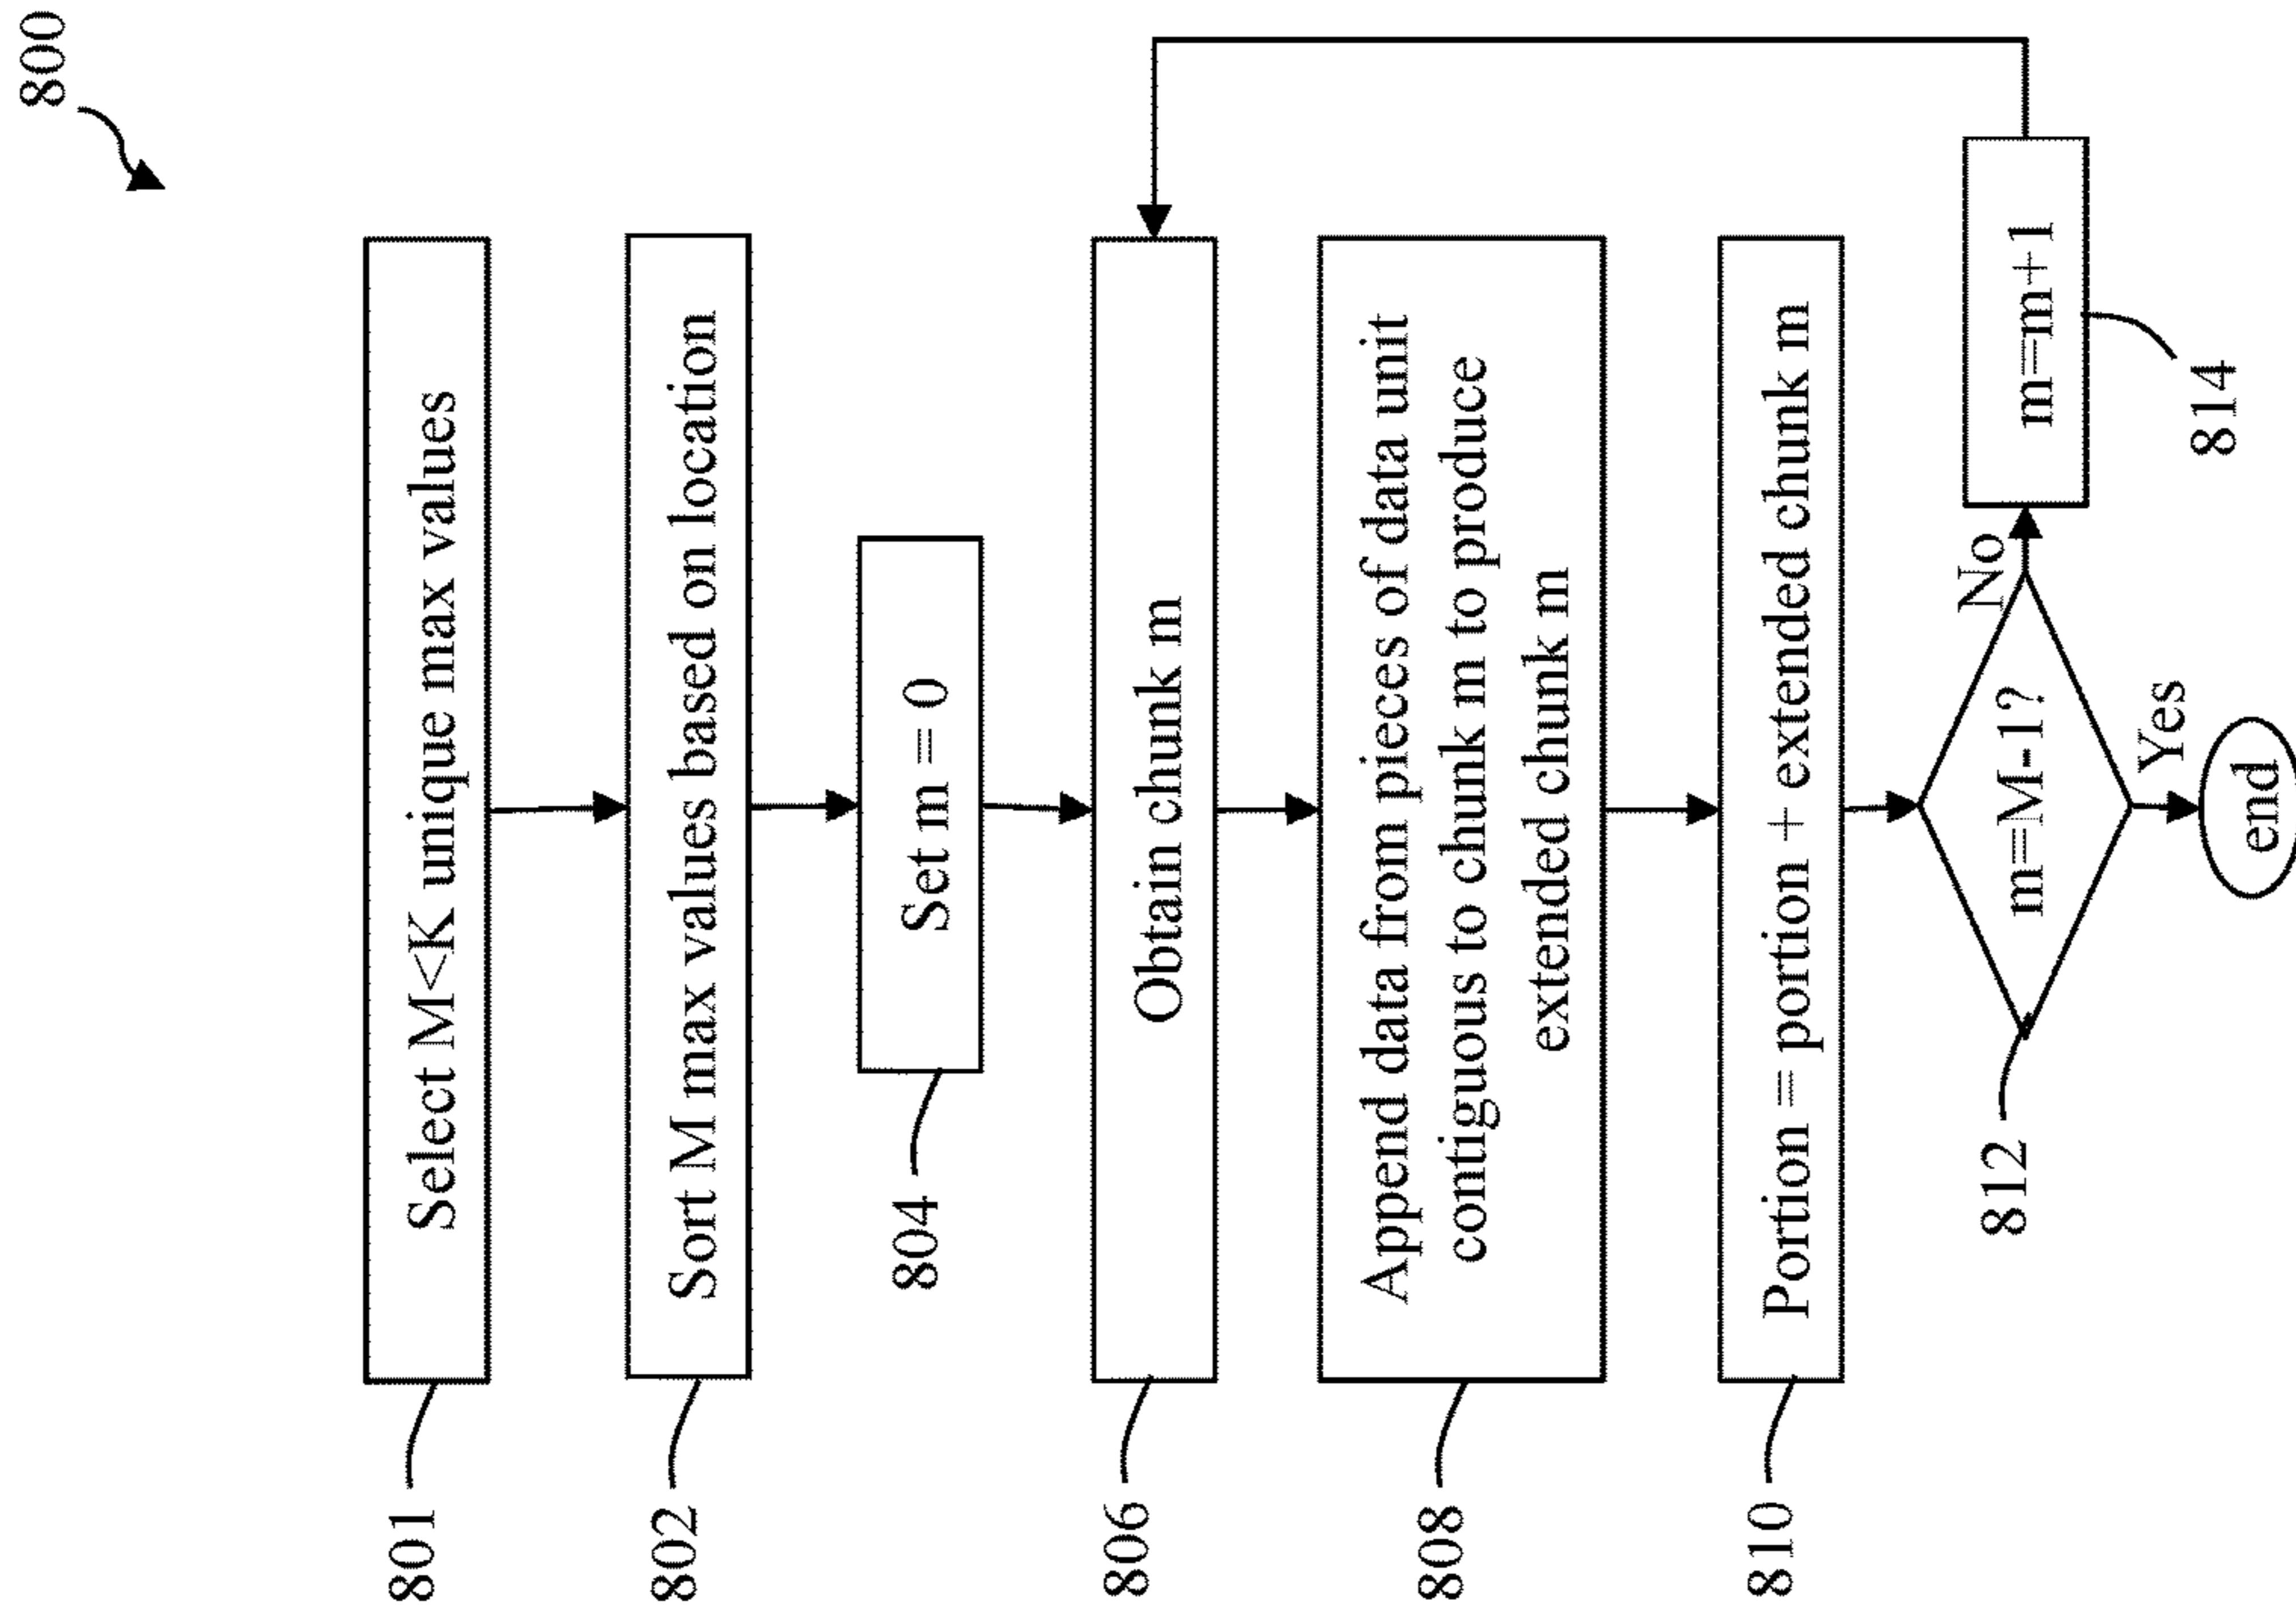 800
Select M<K unique max values
801
Sort M max values based on location
802
Set m = 0
804
Obtain chunk m
806
Append data from pieces of data unit
contiguous to chunk m to produce
extended chunk m
808
Portion = portion + extended chunk m
810
m=M-1?
812
No
m=m+1
814
Yes
end